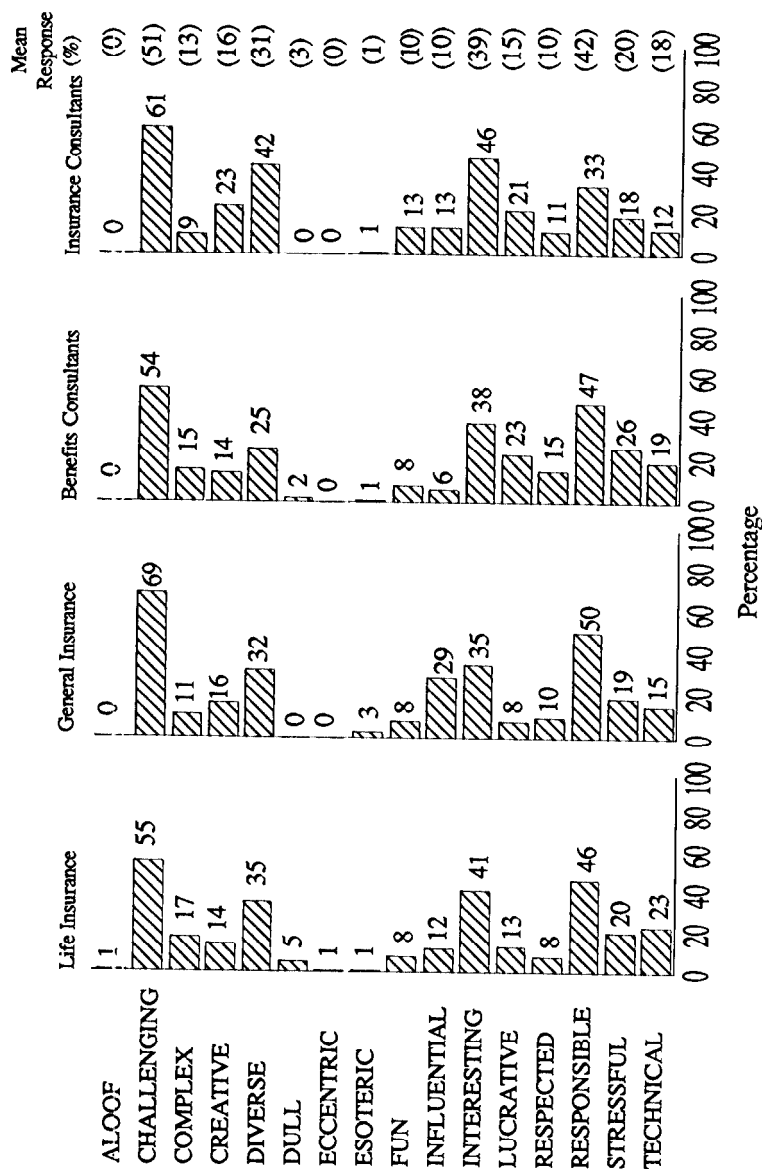 Mean
Response
Life Insurance General Insurance Benefits Consultants Insurance Consultants (%)
ALOOF 1 0 0 0 (0)
CHALLENGING 55 69 54 61 (51)
COMPLEX 17 11 15 9 (13)
CREATIVE 14 16 14 23 (16)
DIVERSE 35 32 25 42 (31)
DULL 5 0 2 0 (3)
ECCENTRIC 1 0 0 0 (0)
ESOTERIC 1 3 1 1 (1)
FUN 8 8 8 13 (10)
INFLUENTIAL 12 29 6 13 (10)
INTERESTING 41 35 38 46 (39)
LUCRATIVE 13 8 23 21 (15)
RESPECTED 8 10 15 11 (10)
RESPONSIBLE 46 50 47 33 (42)
STRESSFUL 20 19 26 18 (20)
TECHNICAL 23 15 19 12 (18)
0 20 40 60 80 100 0 20 40 60 80 100 0 20 40 60 80 100 0 20 40 60 80 100
Percentage